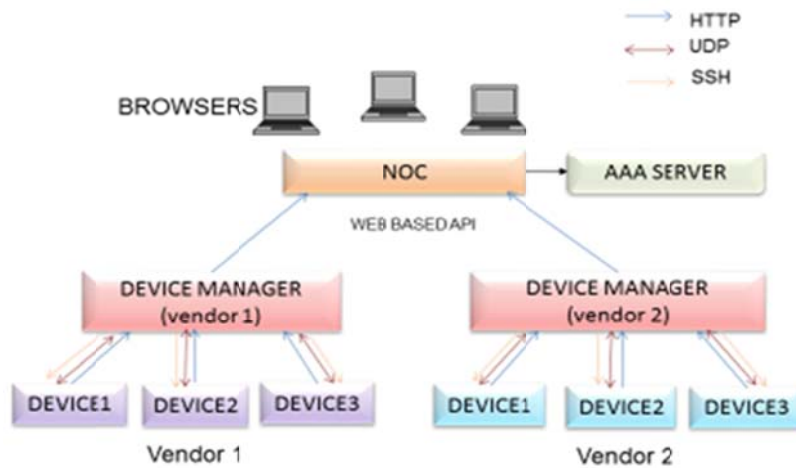 HTTP
UDP
SSH
BROWSERS
NOC
AAA SERVER
WEB BASED API
DEVICE MANAGER
(vendor 1)
DEVICE MANAGER
(vendor 2)
DEVICE1
DEVICE2
DEVICE3
DEVICE1
DEVICE2
DEVICE3
Vendor 1
Vendor 2